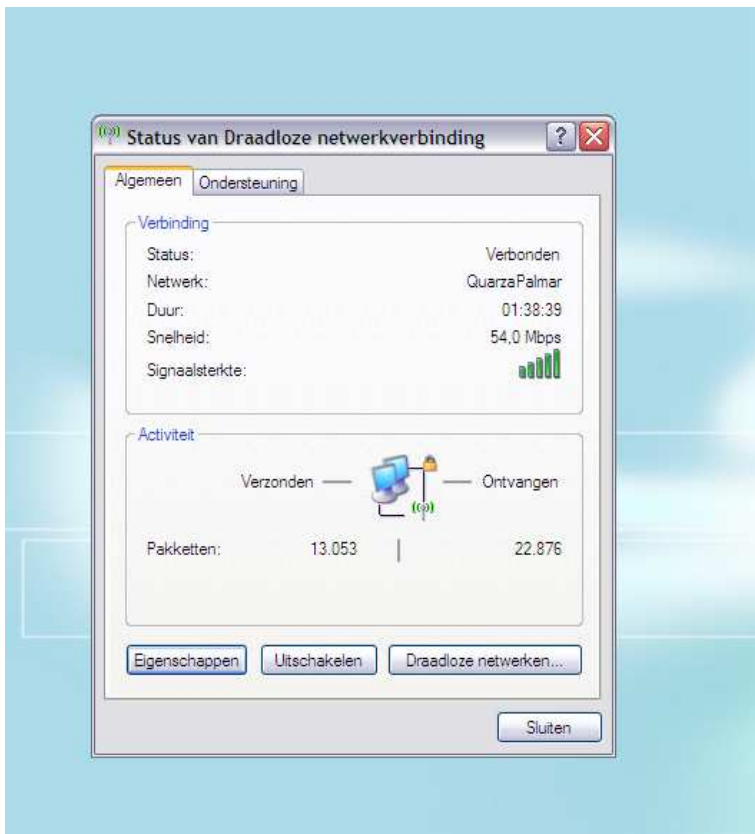 Status van Draadloze netwerkverbinding
Algemeen Ondersteuning
Verbinding
Status: Verbonden
Netwerk: QuarzaPalmar
Duur: 01:38:39
Snelheid: 54,0 Mbps
Signaalsterkte:
Activiteit
Verzonden Ontvangen
Pakketten: 13.053 22.876
Eigenschappen Uitschakelen Draadloze netwerken...
Sluiten